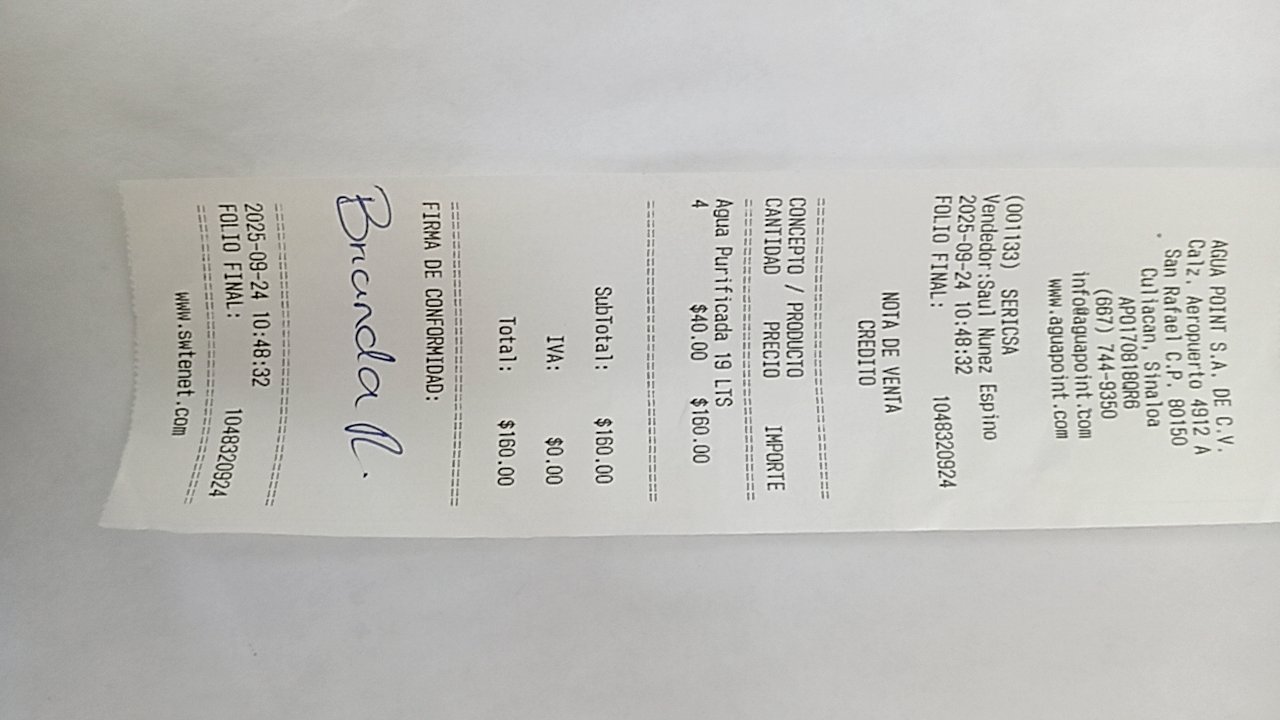 AGUA POINT S.A. DE C.V.
Calz. Aeropuerto 4912 A
San Rafael C.P. 80150
Culiacan, Sinaloa
APO170818QR6
(667) 744-9350
info@aguapoint.com
www.aguapoint.com
(001133) SERICSA
Vendedor:Saul Nunez Espino
2025-09-24 10:48:32
FOLIO FINAL: 1048320924
NOTA DE VENTA
CREDITO
CONCEPTO / PRODUCTO
CANTIDAD PRECIO IMPORTE
Agua Purificada 19 LTS
4 $40.00 $160.00
SubTotal: $160.00
IVA: $0.00
Total: $160.00
FIRMA DE CONFORMIDAD:
Brianda R.
2025-09-24 10:48:32
FOLIO FINAL: 1048320924
www.swtenet.com